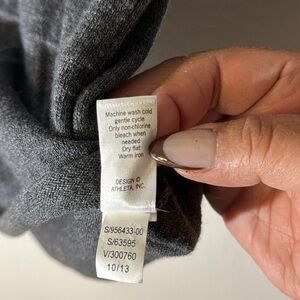 Machine wash cold
gentle cycle
Only non-chlorine
bleach when
needed
Dry flat
Warm iron
DESIGN ©
ATHLETA, INC.
S/956433-00
S/63595
V/300760
10/13